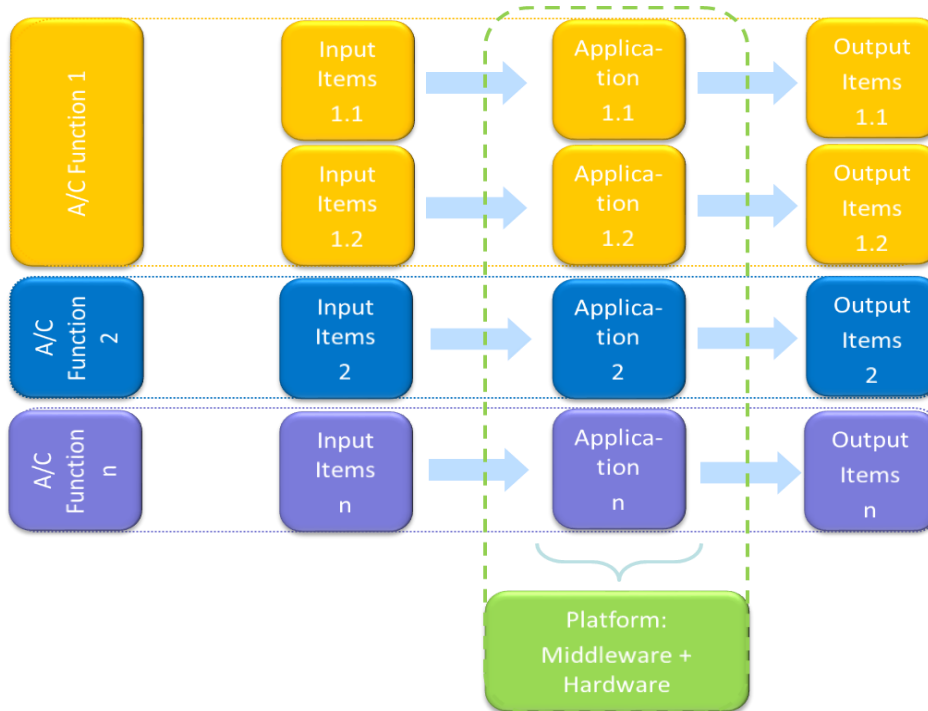 A/C Function 1
Input
Items
1.1
Applica-
tion
1.1
Output
Items
1.1
Input
Items
1.2
Applica-
tion
1.2
Output
Items
1.2
A/C
Function
2
Input
Items
2
Applica-
tion
2
Output
Items
2
A/C
Function
n
Input
Items
n
Applica-
tion
n
Output
Items
n
Platform:
Middleware +
Hardware